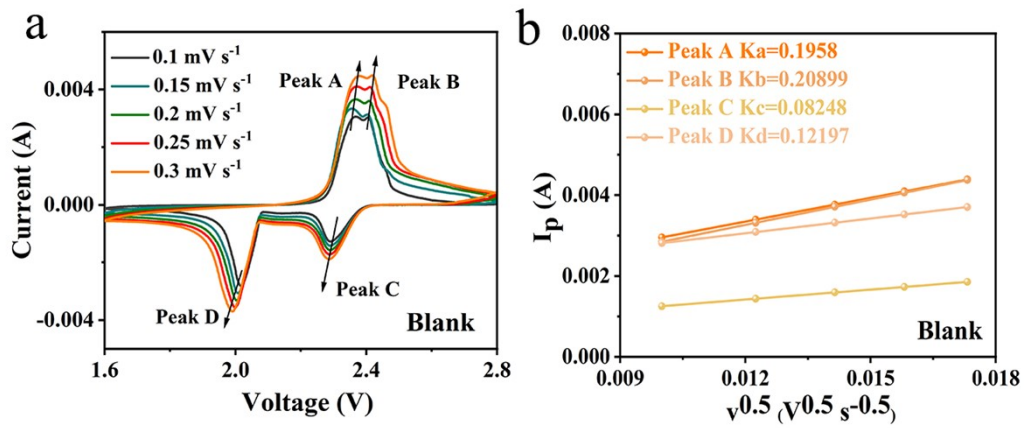 a
0.1 mV s⁻¹
0.15 mV s⁻¹
0.2 mV s⁻¹
0.25 mV s⁻¹
0.3 mV s⁻¹
Peak A
Peak B
Peak C
Peak D
Blank
0.004
0.000
-0.004
Current (A)
1.6 2.0 2.4 2.8
Voltage (V)
b
Peak A Ka=0.1958
Peak B Kb=0.20899
Peak C Kc=0.08248
Peak D Kd=0.12197
Blank
0.008
0.006
0.004
0.002
0.000
Iₚ (A)
0.009 0.012 0.015 0.018
v⁰·⁵ (V⁰·⁵ s⁻⁰·⁵)